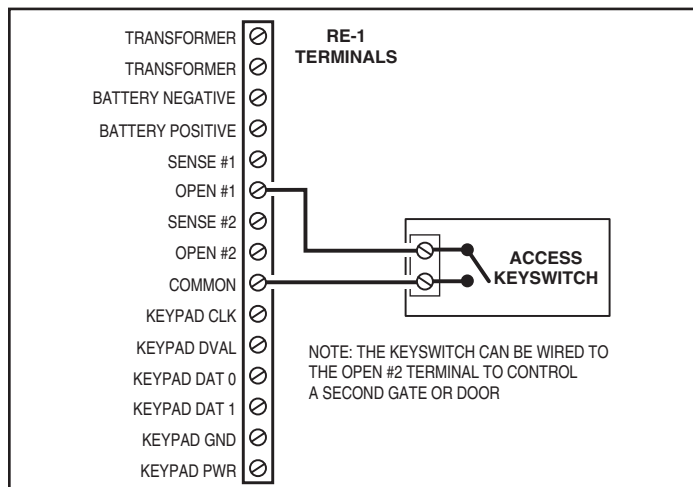 RE-1
TERMINALS
TRANSFORMER
TRANSFORMER
BATTERY NEGATIVE
BATTERY POSITIVE
SENSE #1
OPEN #1
SENSE #2
OPEN #2
COMMON
KEYPAD CLK
KEYPAD DVAL
KEYPAD DAT 0
KEYPAD DAT 1
KEYPAD GND
KEYPAD PWR
ACCESS
KEYSWITCH
NOTE: THE KEYSWITCH CAN BE WIRED TO
THE OPEN #2 TERMINAL TO CONTROL
A SECOND GATE OR DOOR